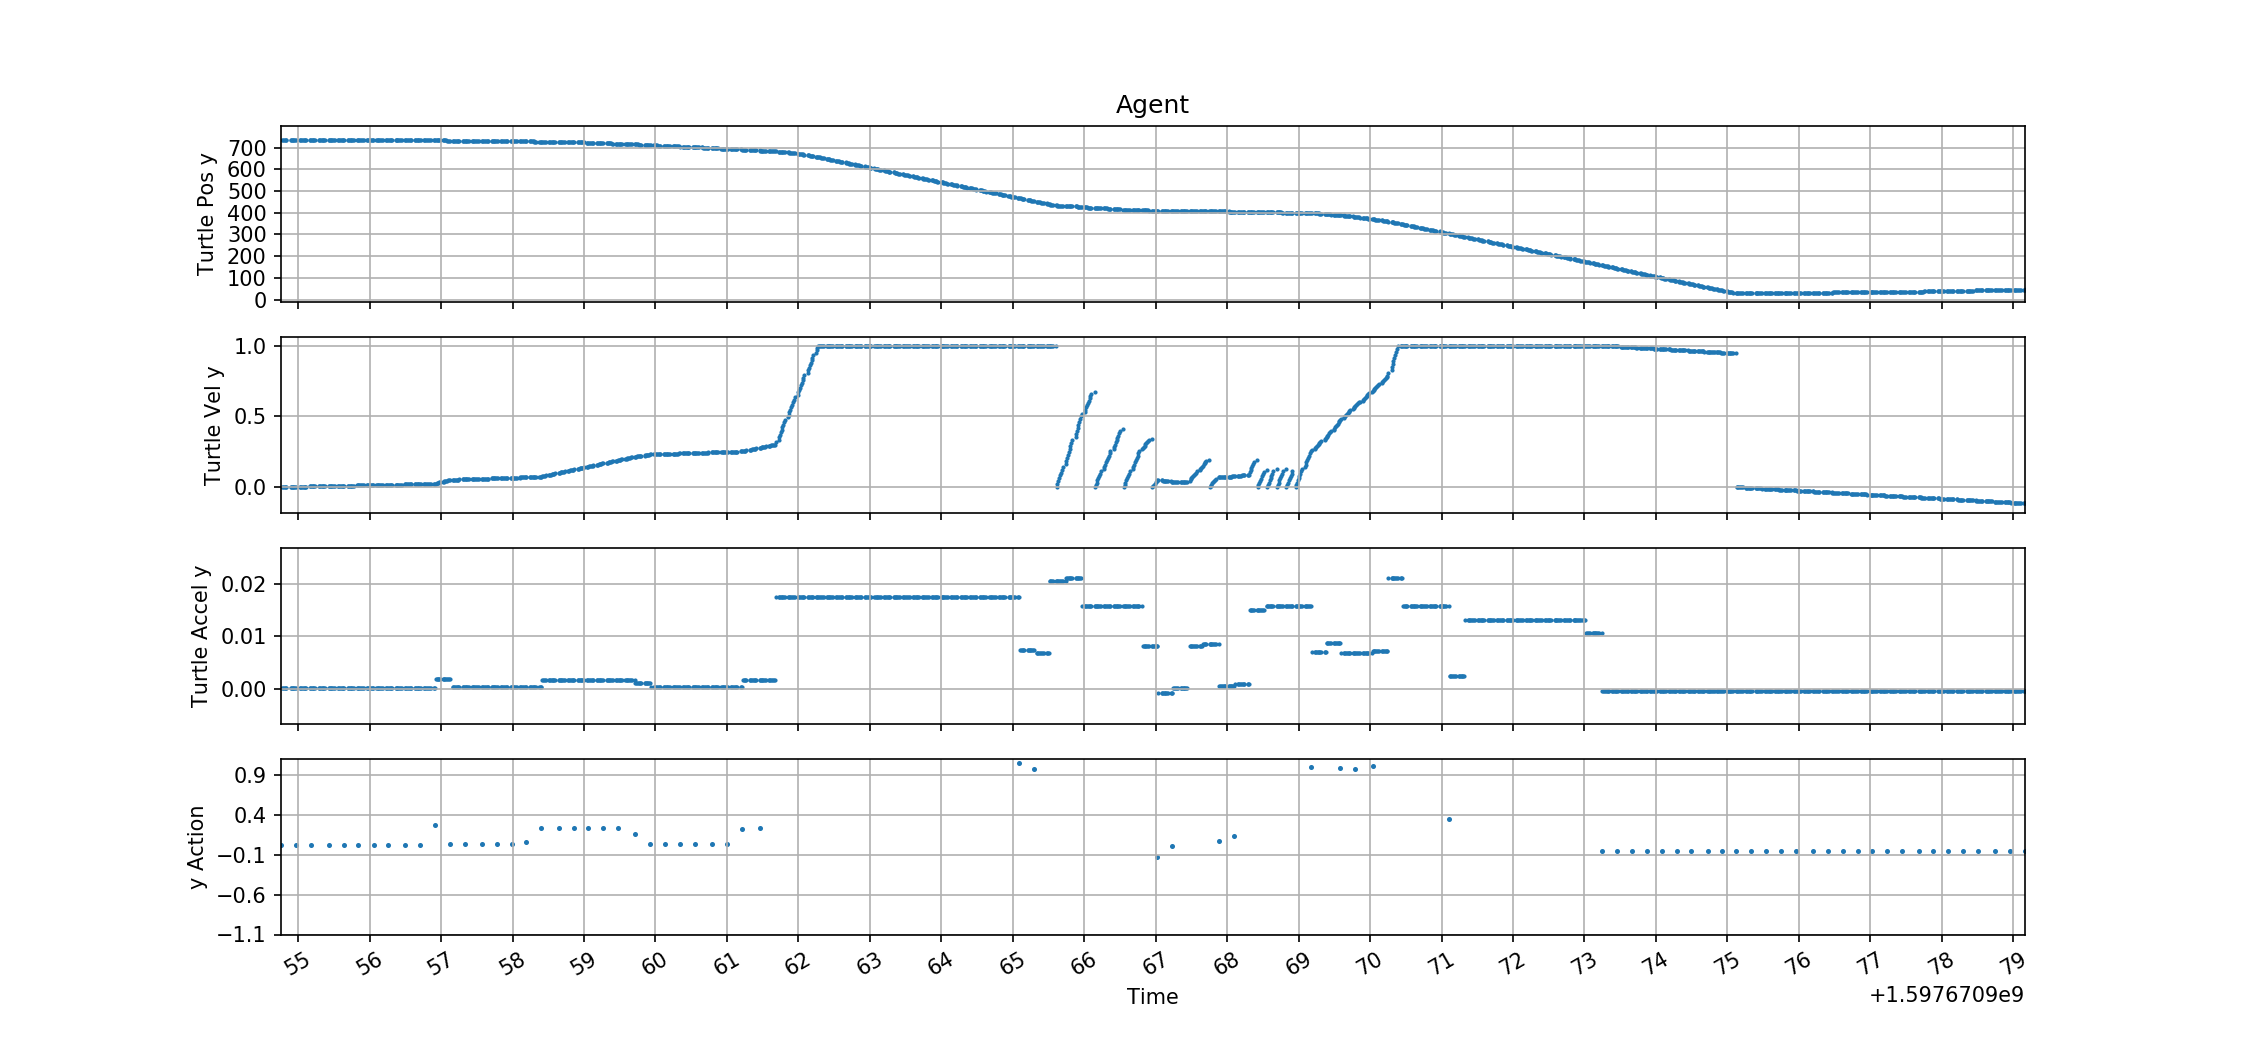 Agent
Turtle Pos y
700
600
500
400
300
200
100
0
Turtle Vel y
1.0
0.5
0.0
Turtle Accel y
0.02
0.01
0.00
y Action
0.9
0.4
−0.1
−0.6
−1.1
55 56 57 58 59 60 61 62 63 64 65 66 67 68 69 70 71 72 73 74 75 76 77 78 79
Time
+1.5976709e9